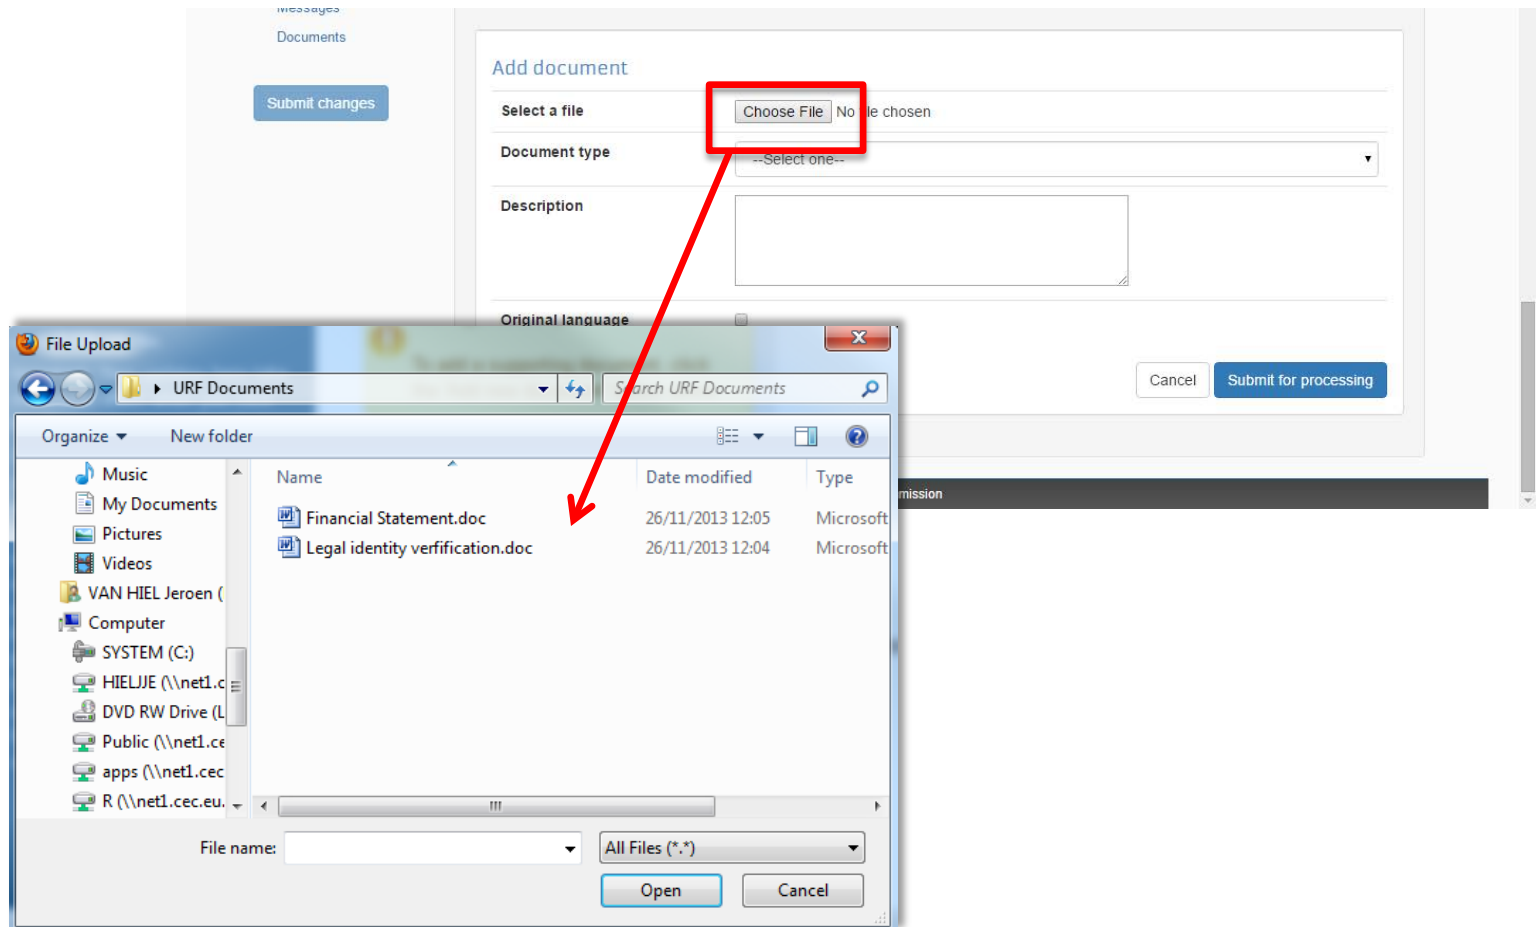 Messages
Documents
Submit changes
Add document
Select a file
Choose File No file chosen
Document type
--Select one--
Description
Original language
Cancel
Submit for processing
mission
File Upload
URF Documents
Search URF Documents
Organize
New folder
Name
Date modified
Type
Financial Statement.doc
26/11/2013 12:05
Microsoft
Legal identity verfification.doc
26/11/2013 12:04
Microsoft
Music
My Documents
Pictures
Videos
VAN HIEL Jeroen (
Computer
SYSTEM (C:)
HIELJJE (\\net1.c
DVD RW Drive (L
Public (\\net1.ce
apps (\\net1.cec
R (\\net1.cec.eu.
File name:
All Files (*.*)
Open
Cancel